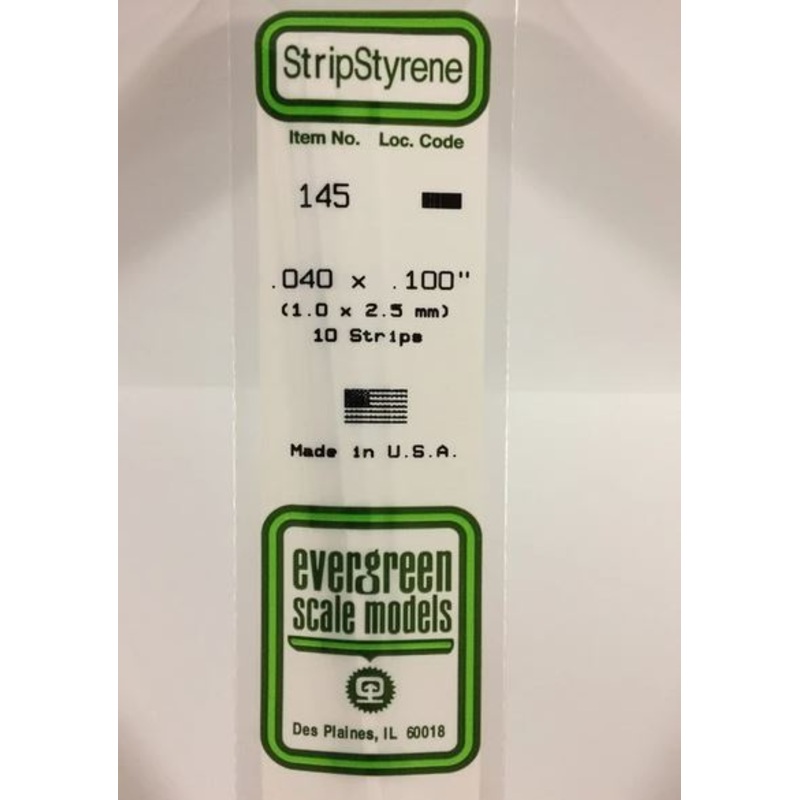 StripStyrene
Item No. Loc. Code
145
.040 x .100"
(1.0 x 2.5 mm)
10 Strips
Made in U.S.A.
evergreen
scale models
Des Plaines, IL 60018